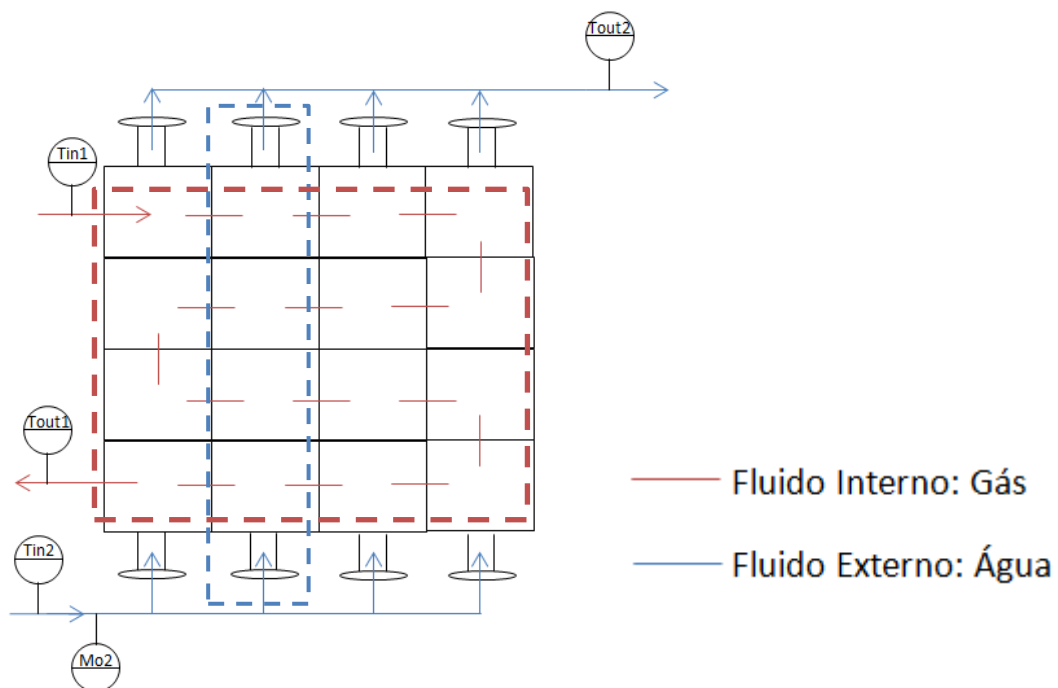 Tout2
Tin1
Tout1
Fluido Interno: Gás
Tin2
Fluido Externo: Água
Mo2